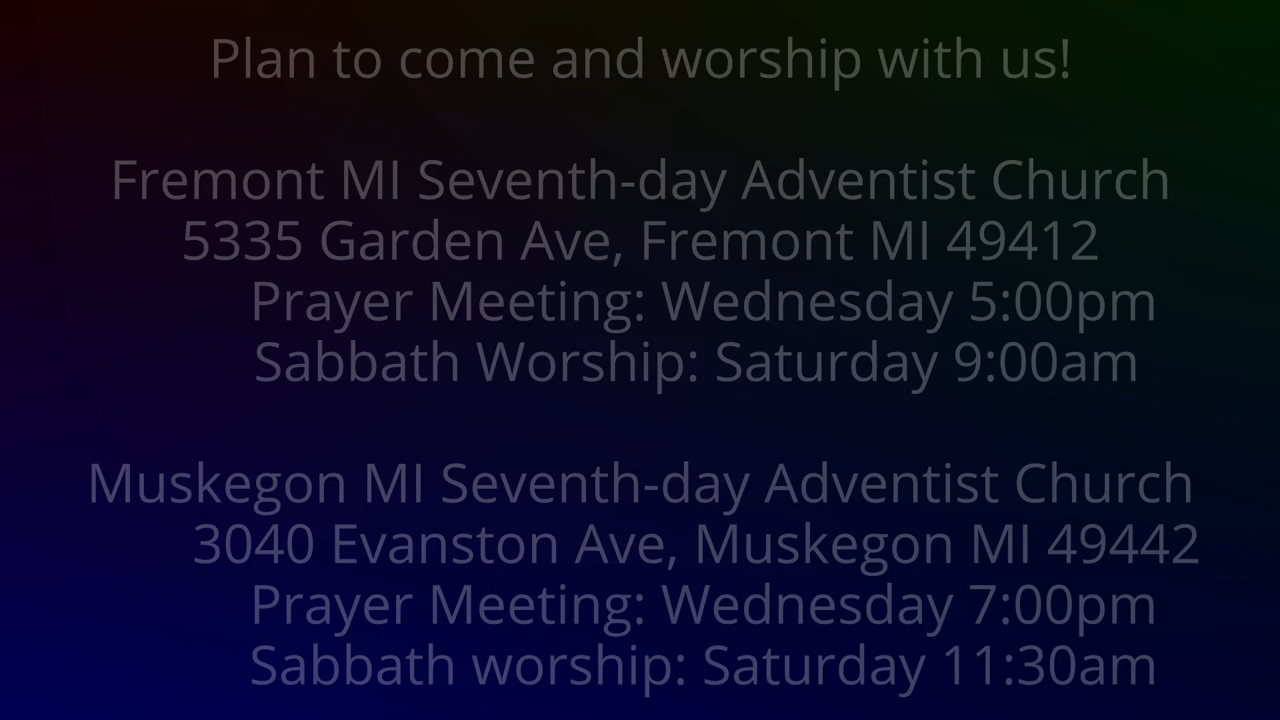 Plan to come and worship with us!
Fremont MI Seventh-day Adventist Church
5335 Garden Ave, Fremont MI 49412
Prayer Meeting: Wednesday 5:00pm
Sabbath Worship: Saturday 9:00am
Muskegon MI Seventh-day Adventist Church
3040 Evanston Ave, Muskegon MI 49442
Prayer Meeting: Wednesday 7:00pm
Sabbath worship: Saturday 11:30am